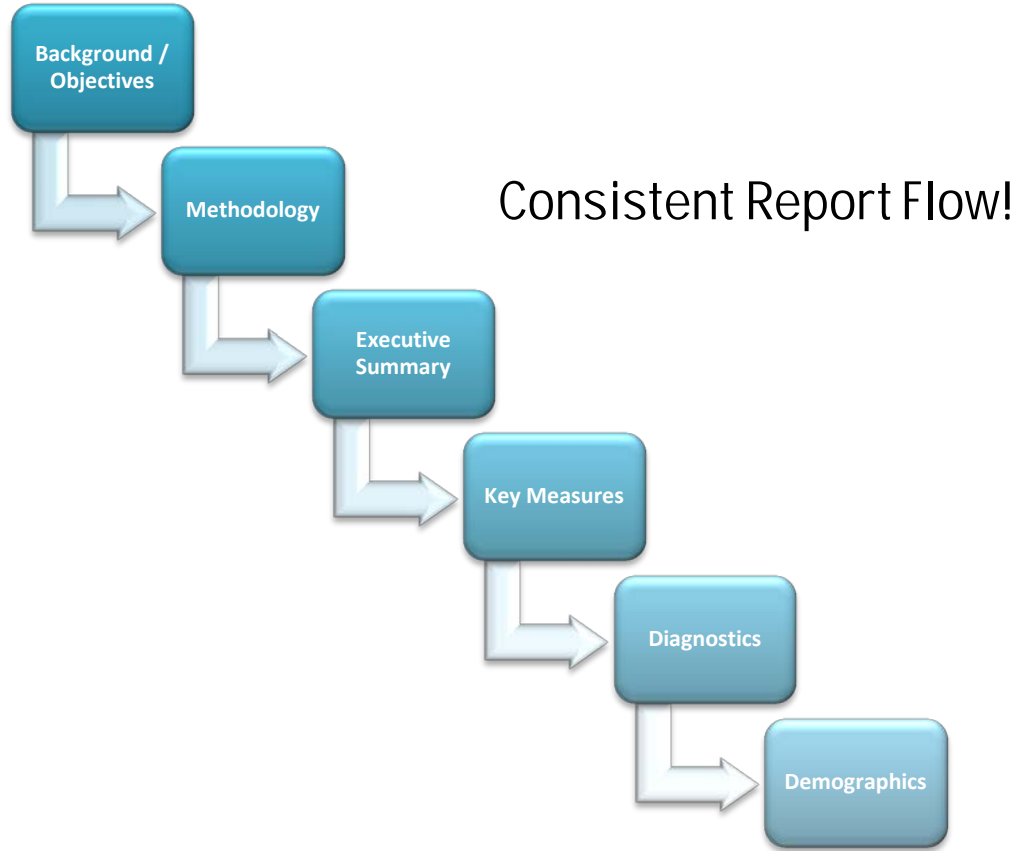 Background /
Objectives
Methodology
Consistent Report Flow!
Executive
Summary
Key Measures
Diagnostics
Demographics